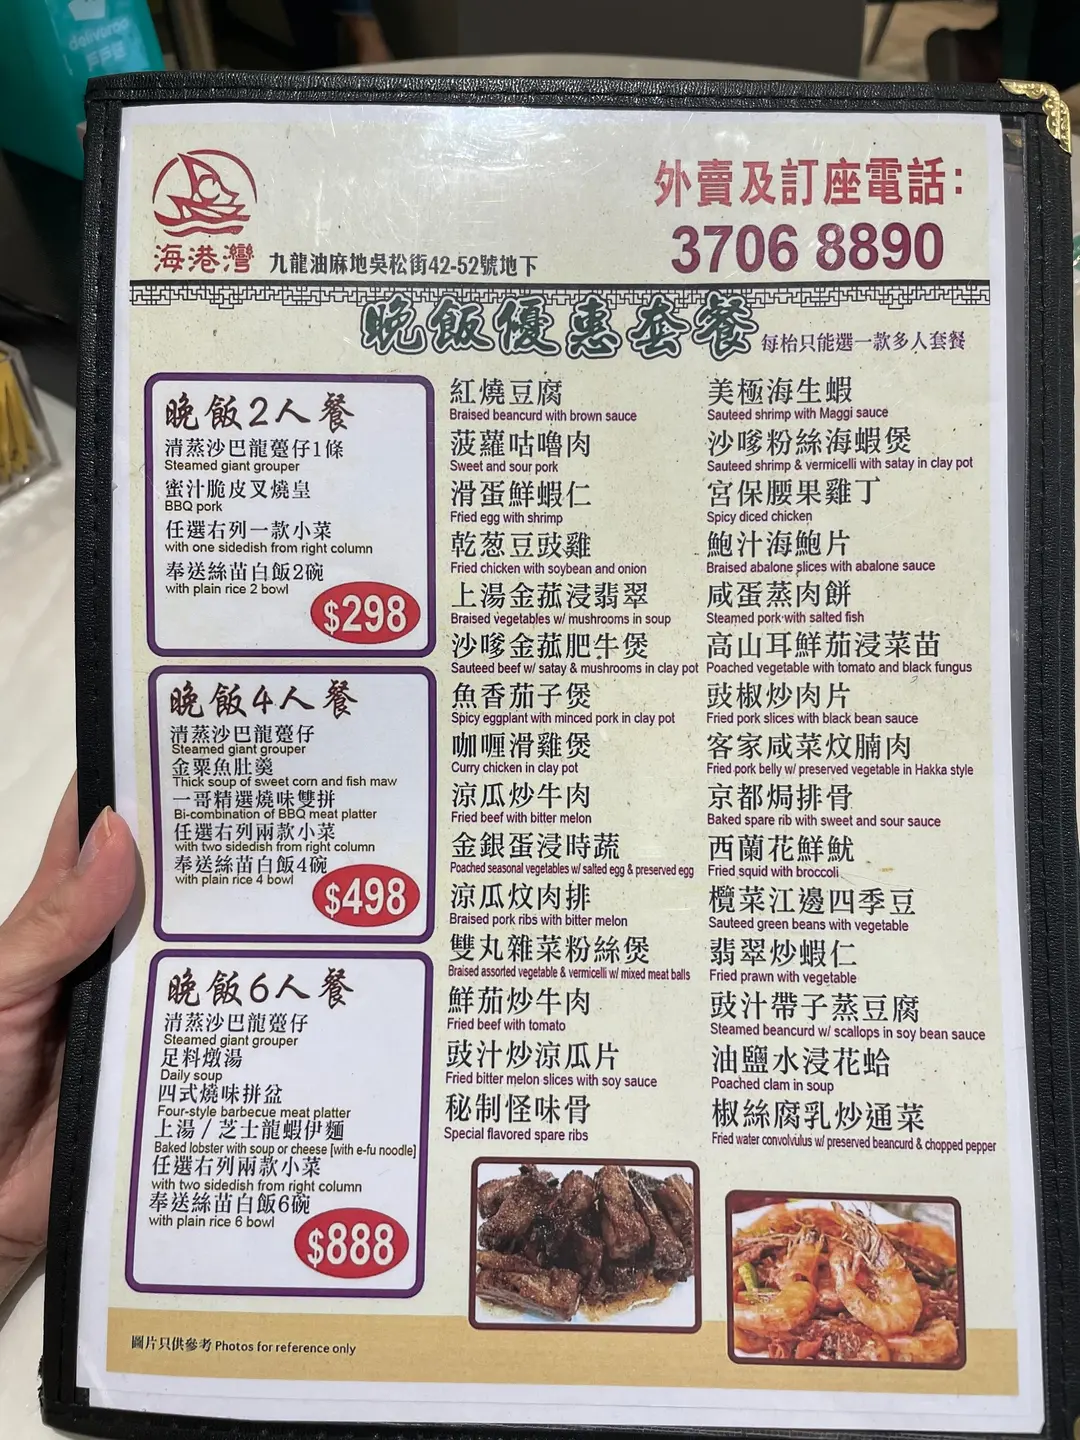 deliveroo
海港灣
九龍油麻地吳松街42-52號地下
外賣及訂座電話:
3706 8890
晚飯優惠套餐
每枱只能選一款多人套餐
晚飯2人餐
清蒸沙巴龍躉仔1條
Steamed giant grouper
蜜汁脆皮叉燒皇
BBQ pork
任選右列一款小菜
with one sidedish from right column
奉送絲苗白飯2碗
with plain rice 2 bowl
$298
晚飯4人餐
清蒸沙巴龍躉仔
Steamed giant grouper
金粟魚肚羹
Thick soup of sweet corn and fish maw
一哥精選燒味雙拼
Bi-combination of BBQ meat platter
任選右列兩款小菜
with two sidedish from right column
奉送絲苗白飯4碗
with plain rice 4 bowl
$498
晚飯6人餐
清蒸沙巴龍躉仔
Steamed giant grouper
足料燉湯
Daily soup
四式燒味拼盆
Four-style barbecue meat platter
上湯/芝士龍蝦伊麵
Baked lobster with soup or cheese [with e-fu noodle]
任選右列兩款小菜
with two sidedish from right column
奉送絲苗白飯6碗
with plain rice 6 bowl
$888
紅燒豆腐
Braised beancurd with brown sauce
菠蘿咕嚕肉
Sweet and sour pork
滑蛋鮮蝦仁
Fried egg with shrimp
乾葱豆豉雞
Fried chicken with soybean and onion
上湯金菰浸翡翠
Braised vegetables w/ mushrooms in soup
沙嗲金菰肥牛煲
Sauteed beef w/ satay & mushrooms in clay pot
魚香茄子煲
Spicy eggplant with minced pork in clay pot
咖喱滑雞煲
Curry chicken in clay pot
涼瓜炒牛肉
Fried beef with bitter melon
金銀蛋浸時蔬
Poached seasonal vegetables w/ salted egg & preserved egg
涼瓜炆肉排
Braised pork ribs with bitter melon
雙丸雜菜粉絲煲
Braised assorted vegetable & vermicelli w/ mixed meat balls
鮮茄炒牛肉
Fried beef with tomato
豉汁炒涼瓜片
Fried bitter melon slices with soy sauce
秘制怪味骨
Special flavored spare ribs
美極海生蝦
Sauteed shrimp with Maggi sauce
沙嗲粉絲海蝦煲
Sauteed shrimp & vermicelli with satay in clay pot
宮保腰果雞丁
Spicy diced chicken
鮑汁海鮑片
Braised abalone slices with abalone sauce
咸蛋蒸肉餅
Steamed pork with salted fish
高山耳鮮茄浸菜苗
Poached vegetable with tomato and black fungus
豉椒炒肉片
Fried pork slices with black bean sauce
客家咸菜炆腩肉
Fried pork belly w/ preserved vegetable in Hakka style
京都焗排骨
Baked spare rib with sweet and sour sauce
西蘭花鮮魷
Fried squid with broccoli
欖菜江邊四季豆
Sauteed green beans with vegetable
翡翠炒蝦仁
Fried prawn with vegetable
豉汁帶子蒸豆腐
Steamed beancurd w/ scallops in soy bean sauce
油鹽水浸花蛤
Poached clam in soup
椒絲腐乳炒通菜
Fried water convolvulus w/ preserved beancurd & chopped pepper
圖片只供參考 Photos for reference only